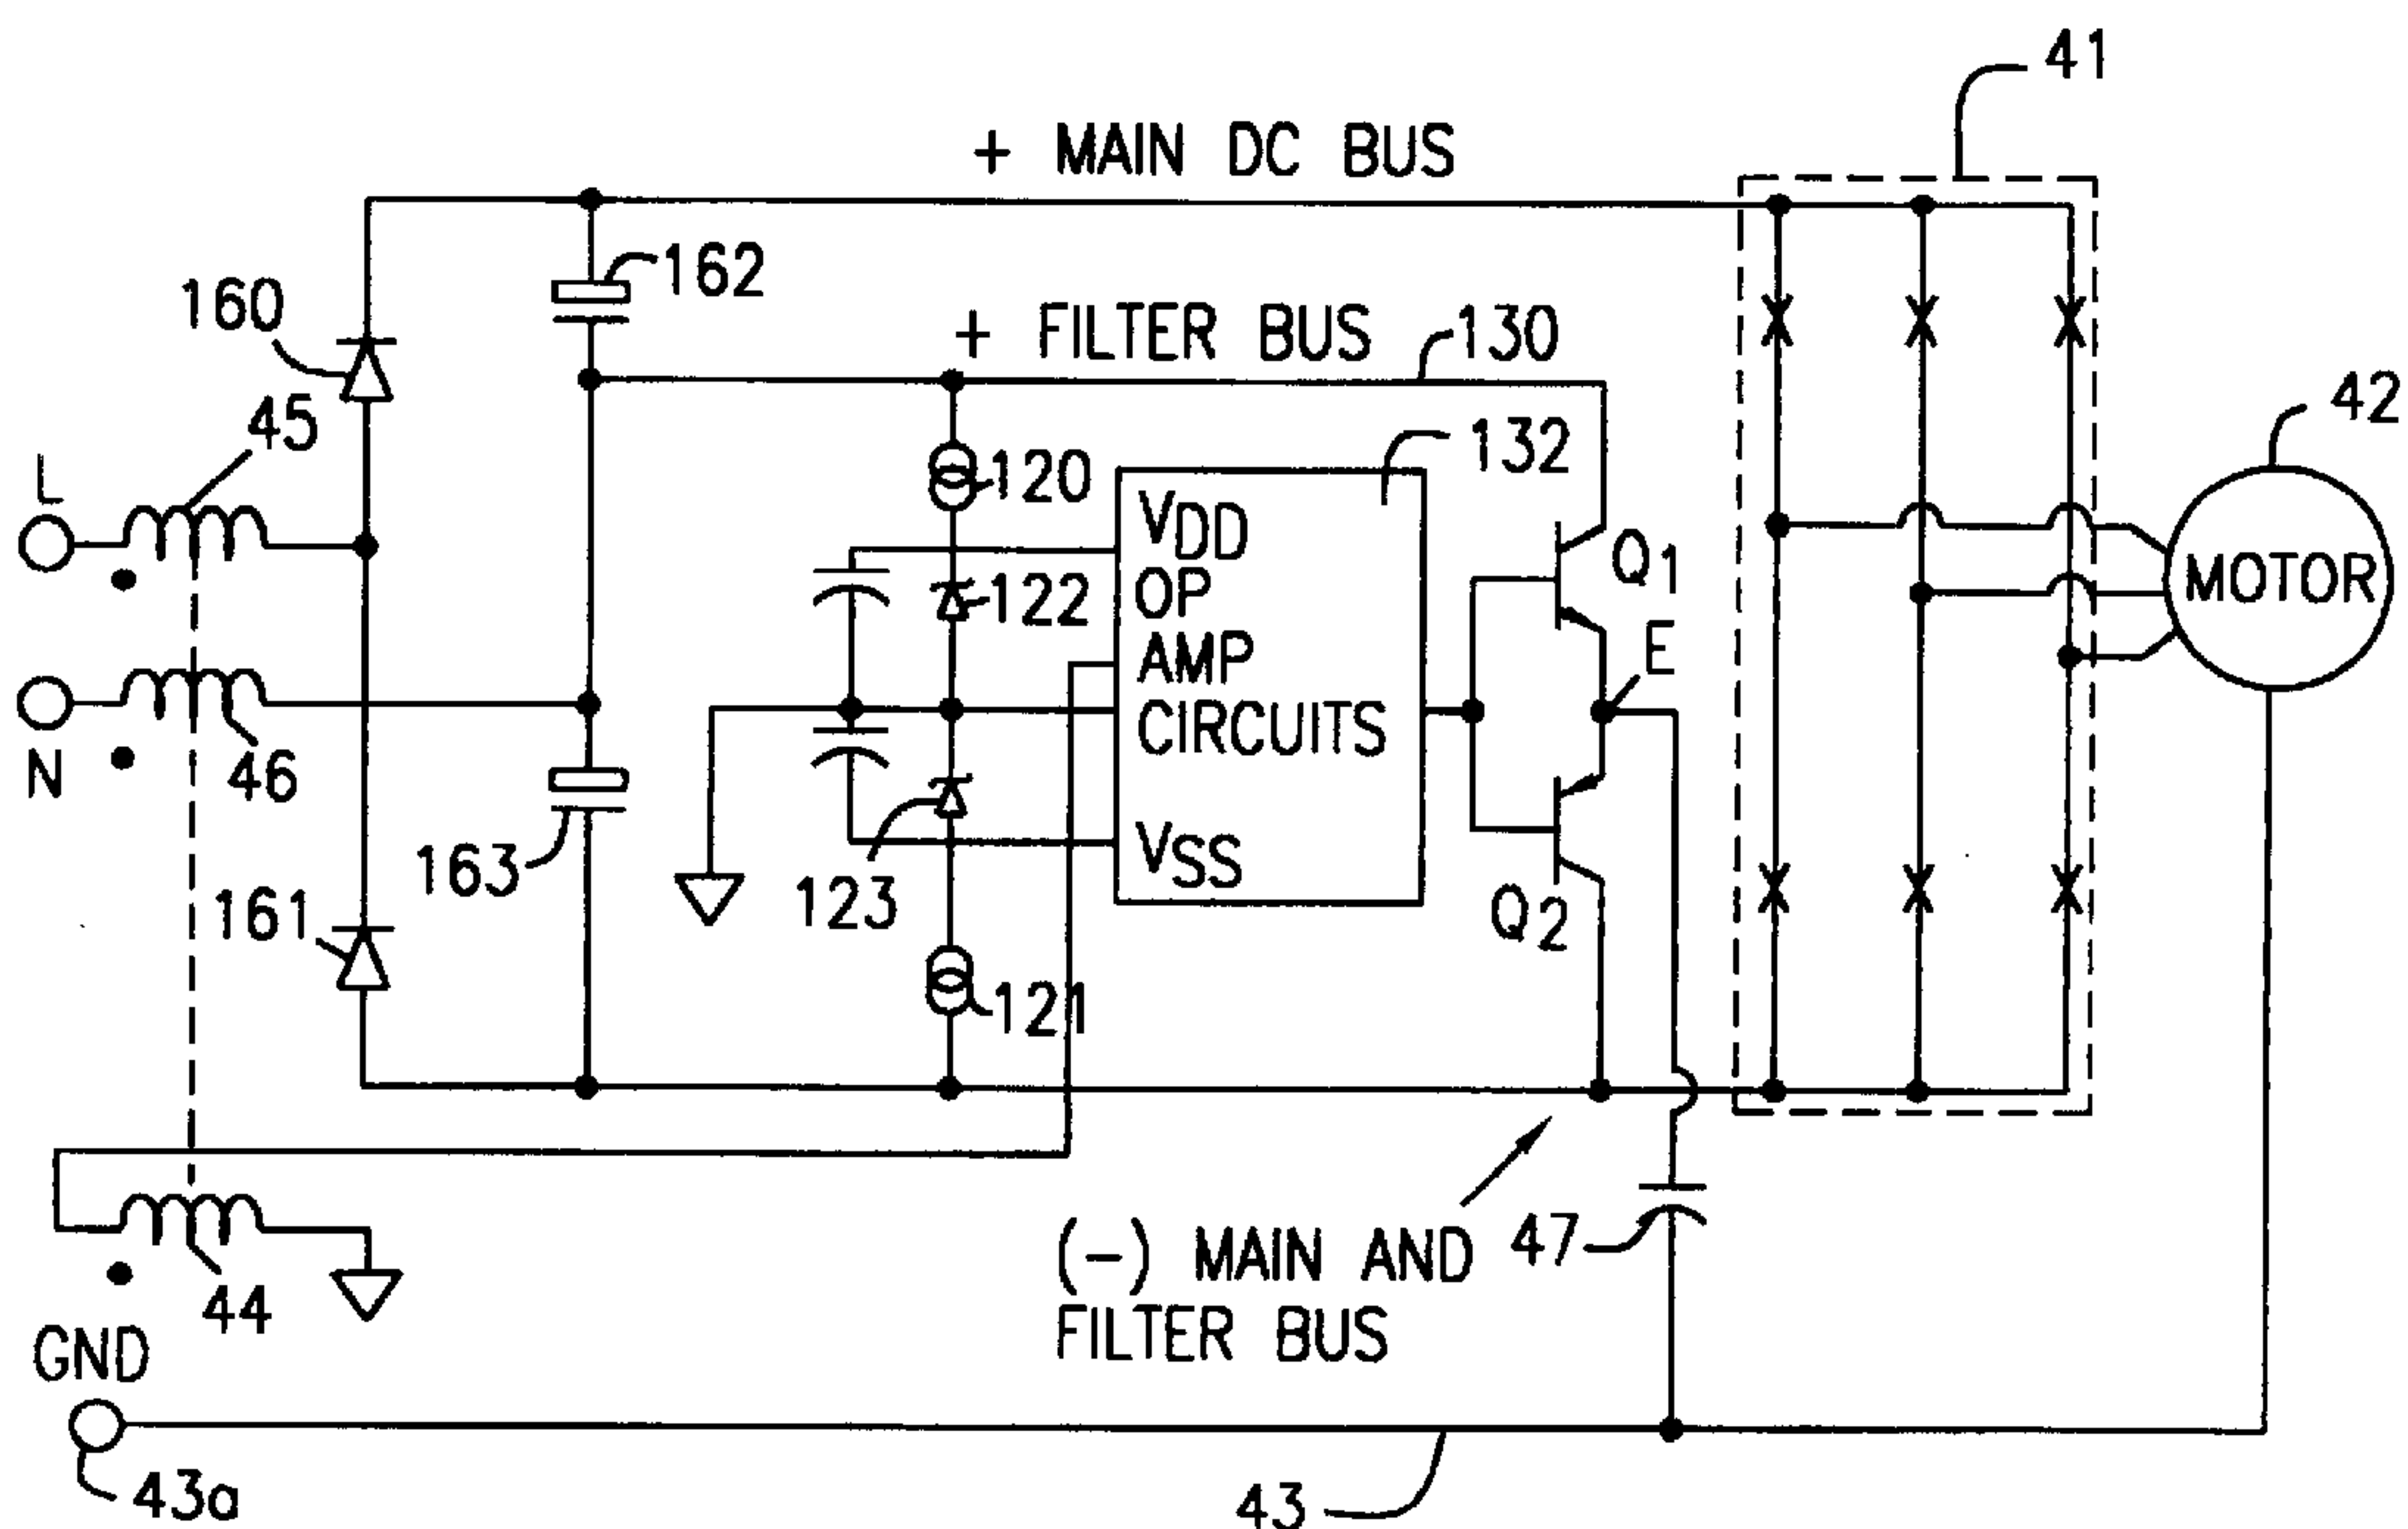 41
+ MAIN DC BUS
162
160
+ FILTER BUS
130
42
45
132
L
120
VDD
Q1
122
OP
MOTOR
E
AMP
CIRCUITS
N
46
163
VSS
161
123
Q2
121
(-) MAIN AND
FILTER BUS
47
44
GND
43a
43